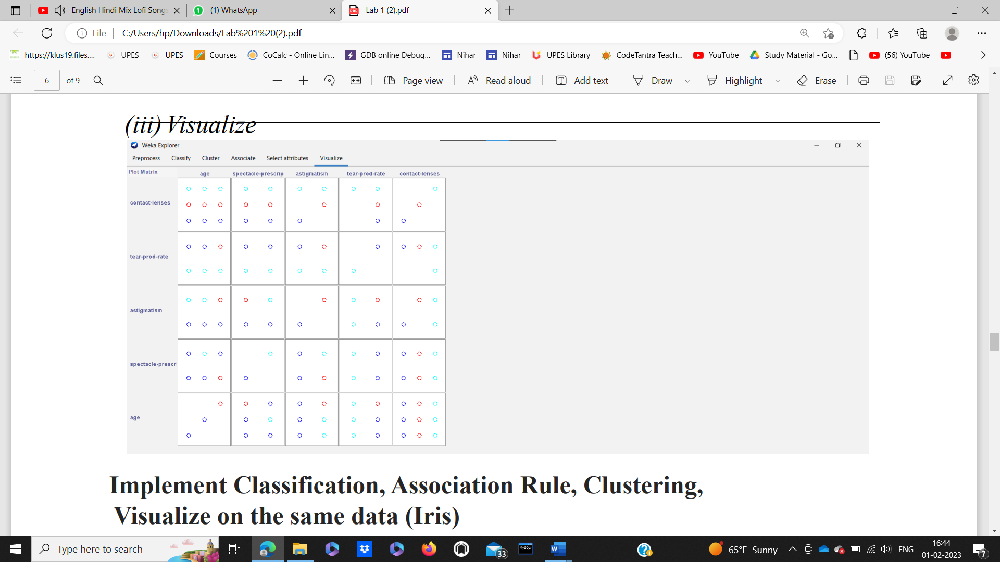 English Hindi Mix Lofi Songs
(1) WhatsApp
Lab 1 (2).pdf
File
C:/Users/hp/Downloads/Lab%201%20(2).pdf
https://klus19.files....
UPES
UPES
Courses
CoCalc - Online Lin...
GDB online Debug...
Nihar
Nihar
UPES Library
CodeTantra Teach...
YouTube
Study Material - Go...
(56) YouTube
6 of 9
Page view
Read aloud
Add text
Draw
Highlight
Erase
(iii) Visualize
Weka Explorer
Preprocess Classify Cluster Associate Select attributes Visualize
Plot Matrix
age spectacle-prescrip astigmatism tear-prod-rate contact-lenses
contact-lenses
tear-prod-rate
astigmatism
spectacle-prescri
age
Implement Classification, Association Rule, Clustering,
Visualize on the same data (Iris)
Type here to search
33
65°F Sunny
ENG
16:44
01-02-2023
7